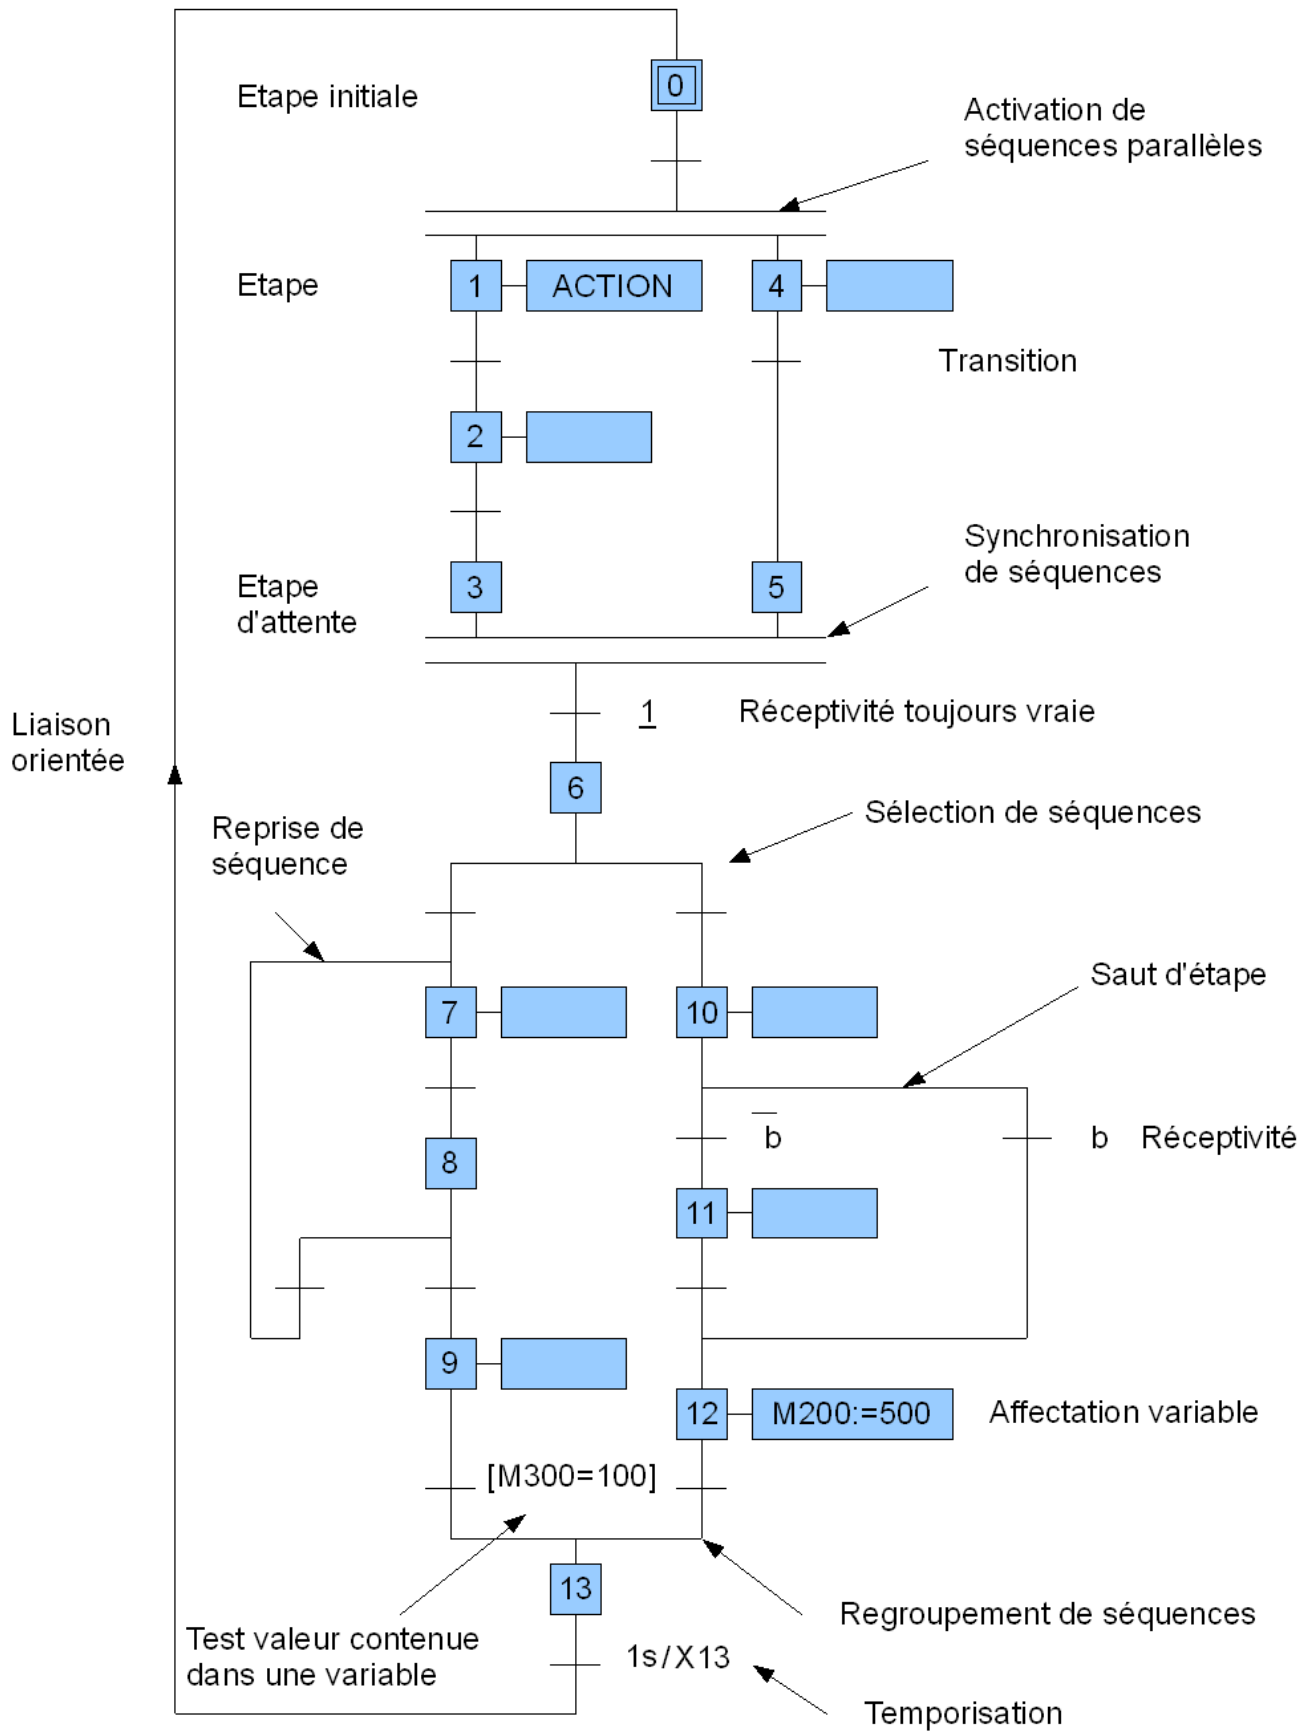 0
Etape initiale
Activation de
séquences parallèles
Etape
1
ACTION
4
Transition
2
Synchronisation
de séquences
Etape
d'attente
3
5
1
Réceptivité toujours vraie
Liaison
orientée
6
Sélection de séquences
Reprise de
séquence
Saut d'étape
7
10
b
b
Réceptivité
8
11
9
12
M200:=500
Affectation variable
[M300=100]
13
Regroupement de séquences
Test valeur contenue
dans une variable
1s/X13
Temporisation